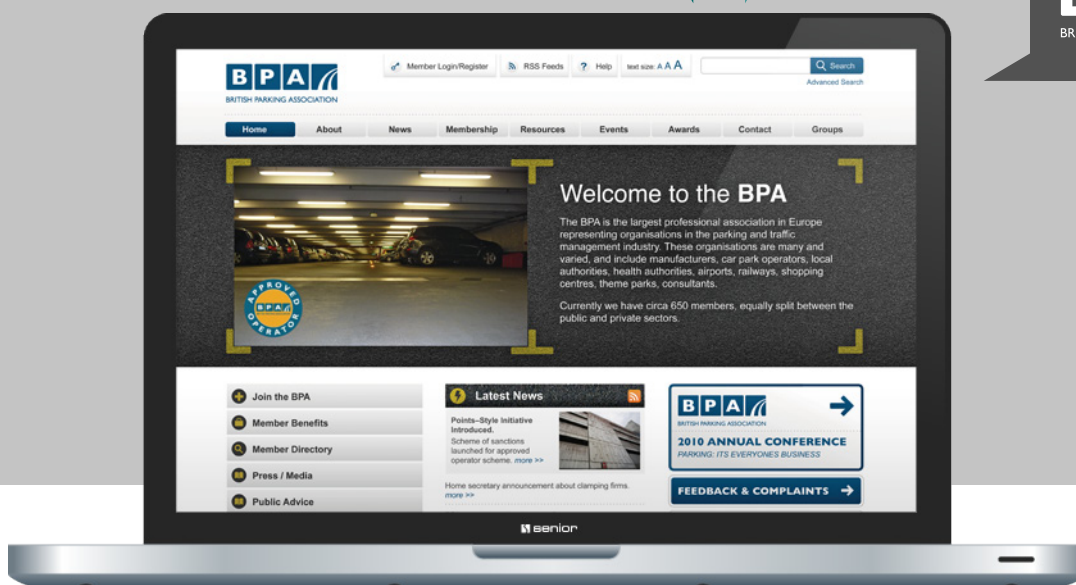 BR
BPA
BRITISH PARKING ASSOCIATION
Member Login/Register
RSS Feeds
? Help
text size: A A A
Search
Advanced Search
Home
About
News
Membership
Resources
Events
Awards
Contact
Groups
APPROVED
BPA
OPERATOR
Welcome to the BPA
The BPA is the largest professional association in Europe
representing organisations in the parking and traffic
management industry. These organisations are many and
varied, and include manufacturers, car park operators, local
authorities, health authorities, airports, railways, shopping
centres, theme parks, consultants.
Currently we have circa 650 members, equally split between the
public and private sectors.
Join the BPA
Member Benefits
Member Directory
Press / Media
Public Advice
Latest News
Points–Style Initiative
Introduced.
Scheme of sanctions
launched for approved
operator scheme. more >>
Home secretary announcement about clamping firms.
more >>
BPA
BRITISH PARKING ASSOCIATION
2010 ANNUAL CONFERENCE
PARKING: ITS EVERYONES BUSINESS
FEEDBACK & COMPLAINTS
senior